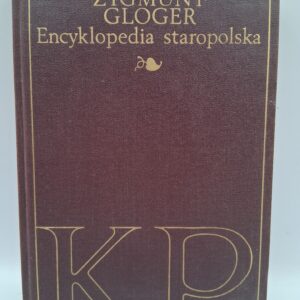 ZYGMUNT
GLOGER
Encyklopedia staropolska
KP